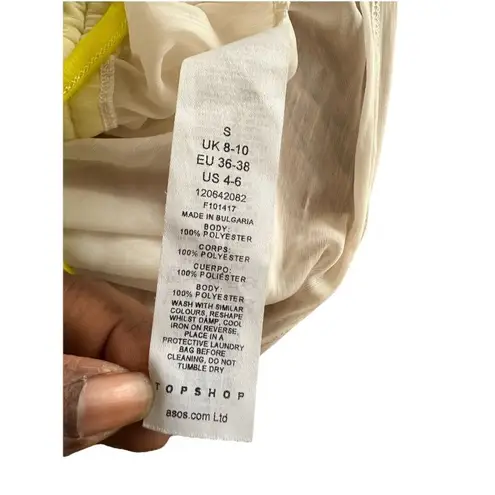 S
UK 8-10
EU 36-38
US 4-6
120642082
F101417
MADE IN BULGARIA
BODY:
100% POLYESTER
CORPS:
100% POLYESTER
CUERPO:
100% POLIÉSTER
BODY:
100% POLYESTER
WASH WITH SIMILAR
COLOURS, RESHAPE
WHILST DAMP, COOL
IRON ON REVERSE,
PLACE IN A
PROTECTIVE LAUNDRY
BAG BEFORE
CLEANING, DO NOT
TUMBLE DRY
TOPSHOP
asos.com Ltd